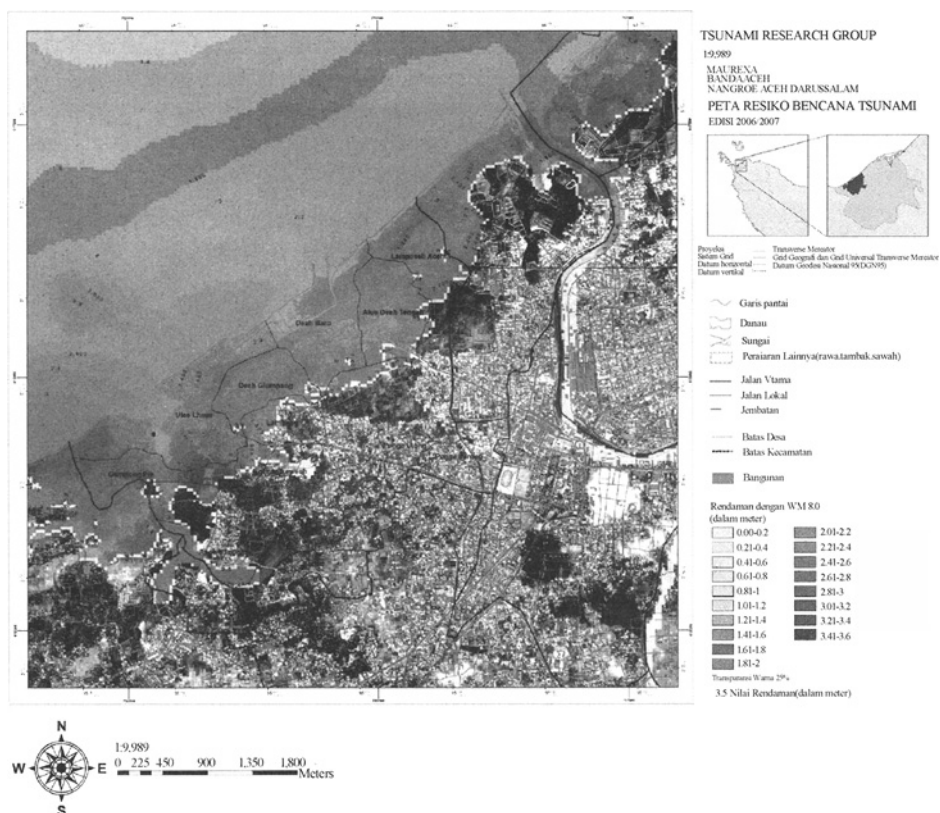 TSUNAMI RESEARCH GROUP
1:9,989
MAUREXA
BANDAACEH
NANGROE ACEH DARUSSALAM
PETA RESIKO BENCANA TSUNAMI
EDISI 2006/2007
Proyeksi Transverse Mercator
Sistem Grid Grid Geografi dan Grid Universal Transverse Mercator
Datum horizontal Datum Geodesi Nasional 95(DGN95)
Datum vertikal
Garis pantai
Danau
Sungai
Peraiaran Lainnya(rawa.tambak.sawah)
Jalan Vtama
Jalan Lokal
Jembatan
Batas Desa
Batas Kecamatan
Bangunan
Rendaman dengan WM 8.0
(dalam meter)
0.00-0.2 2.01-2.2
0.21-0.4 2.21-2.4
0.41-0.6 2.41-2.6
0.61-0.8 2.61-2.8
0.81-1 2.81-3
1.01-1.2 3.01-3.2
1.21-1.4 3.21-3.4
1.41-1.6 3.41-3.6
1.61-1.8
1.81-2
Transparans Warna 25%
3.5 Nilai Rendaman(dalam meter)
Deah Baro
Deah Glumpang
Ulee Lheue
N
W E
S
1:9,989
0 225 450 900 1,350 1,800
Meters